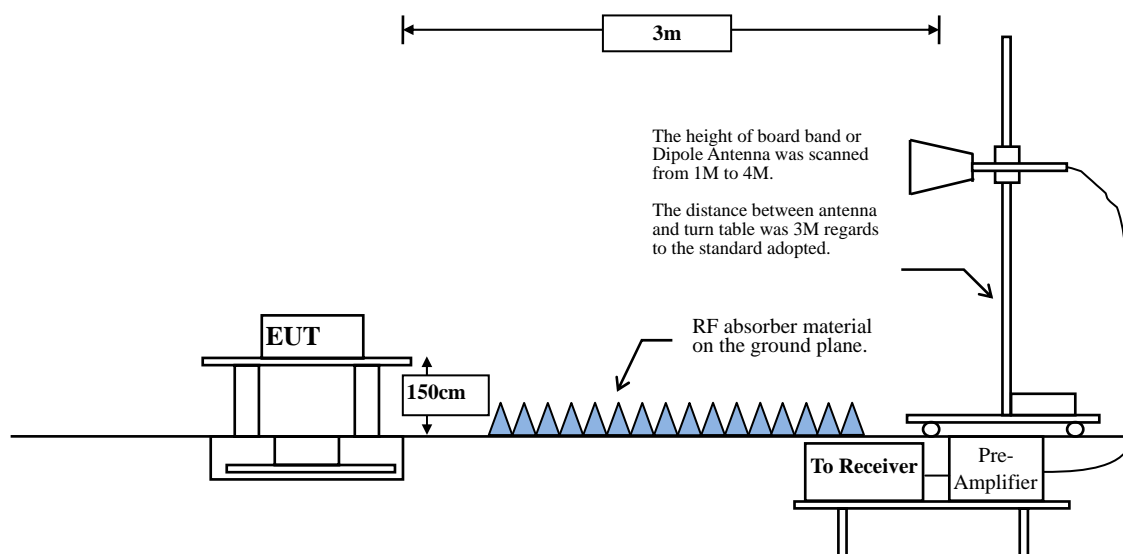 3m
The height of board band or
Dipole Antenna was scanned
from 1M to 4M.
The distance between antenna
and turn table was 3M regards
to the standard adopted.
EUT
RF absorber material
on the ground plane.
150cm
To Receiver
Pre-
Amplifier